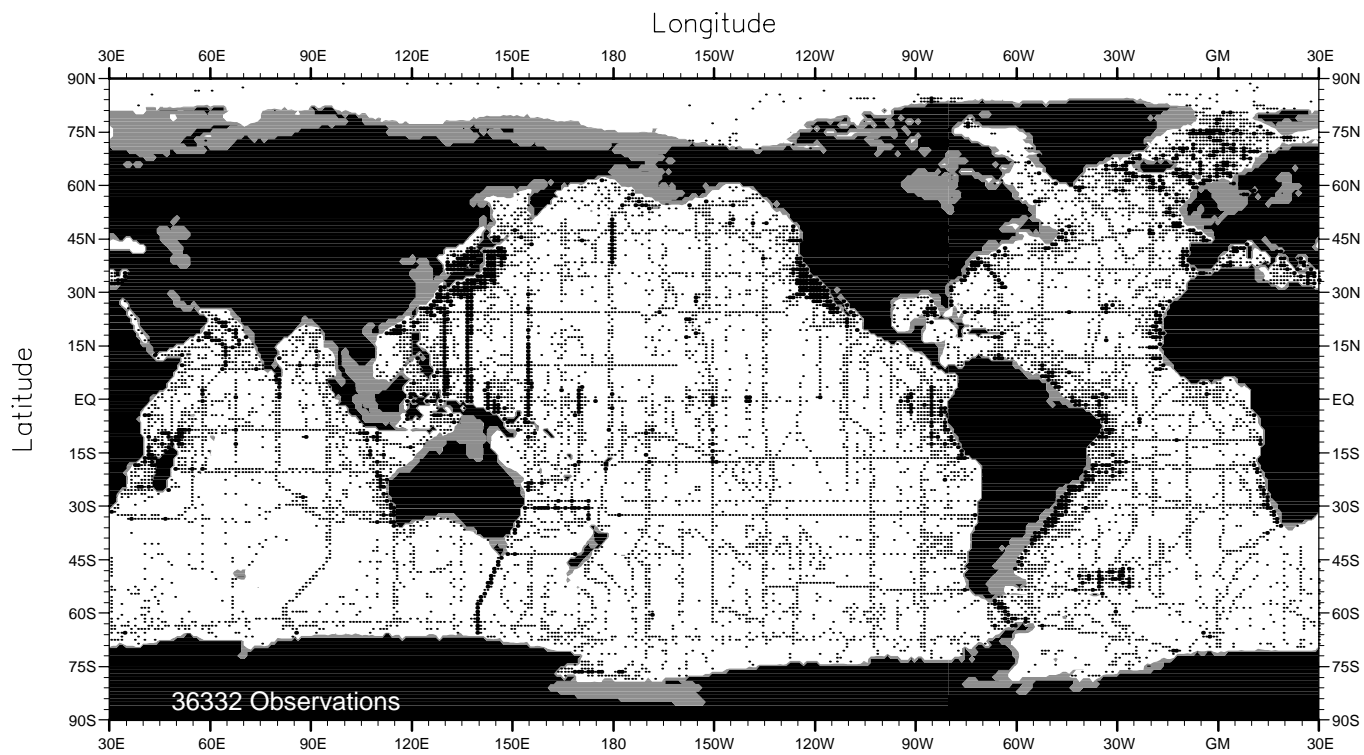 Longitude
30E 60E 90E 120E 150E 180 150W 120W 90W 60W 30W GM 30E
90N 90N
75N 75N
60N 60N
45N 45N
30N 30N
15N 15N
Latitude
EQ EQ
15S 15S
30S 30S
45S 45S
60S 60S
75S 75S
36332 Observations
90S 90S
30E 60E 90E 120E 150E 180 150W 120W 90W 60W 30W GM 30E